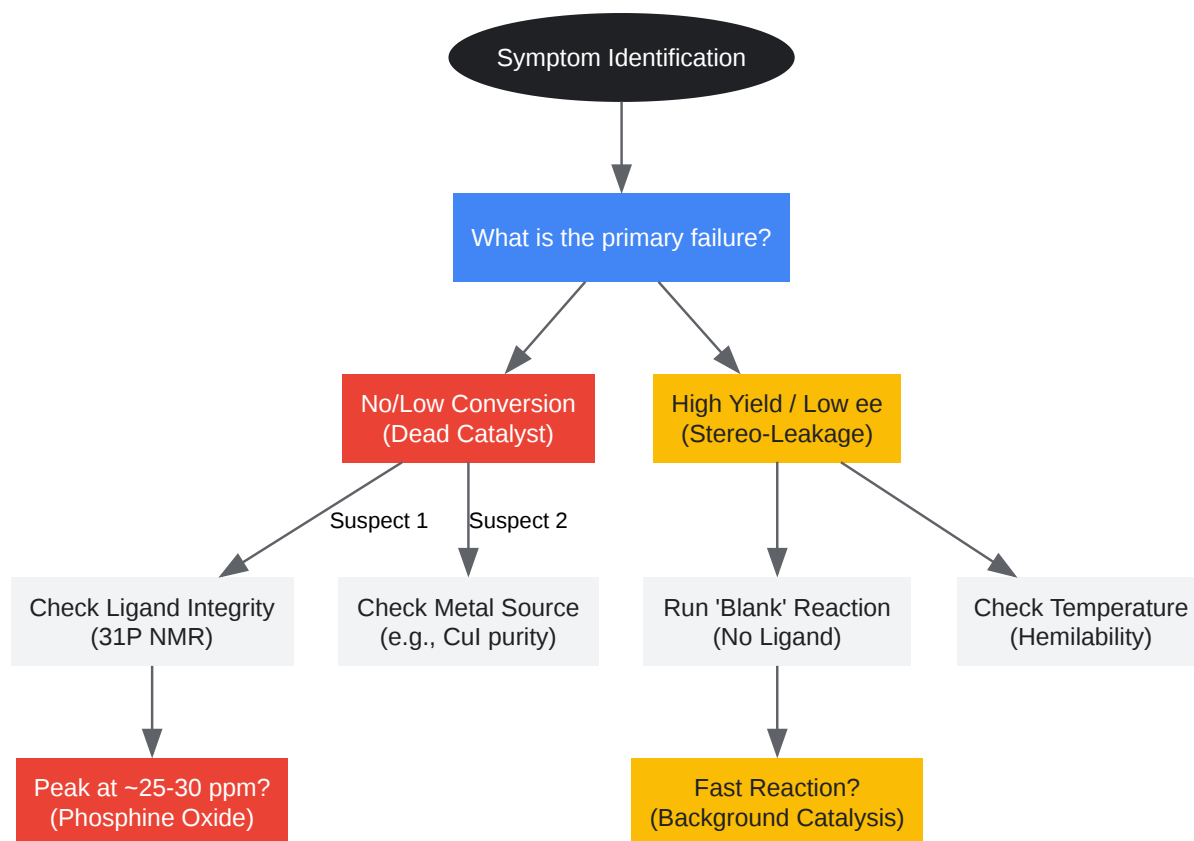 Symptom Identification
What is the primary failure?
No/Low Conversion
(Dead Catalyst)
High Yield / Low ee
(Stereo-Leakage)
Suspect 1
Suspect 2
Check Ligand Integrity
(31P NMR)
Check Metal Source
(e.g., CuI purity)
Run 'Blank' Reaction
(No Ligand)
Check Temperature
(Hemilability)
Peak at ~25-30 ppm?
(Phosphine Oxide)
Fast Reaction?
(Background Catalysis)